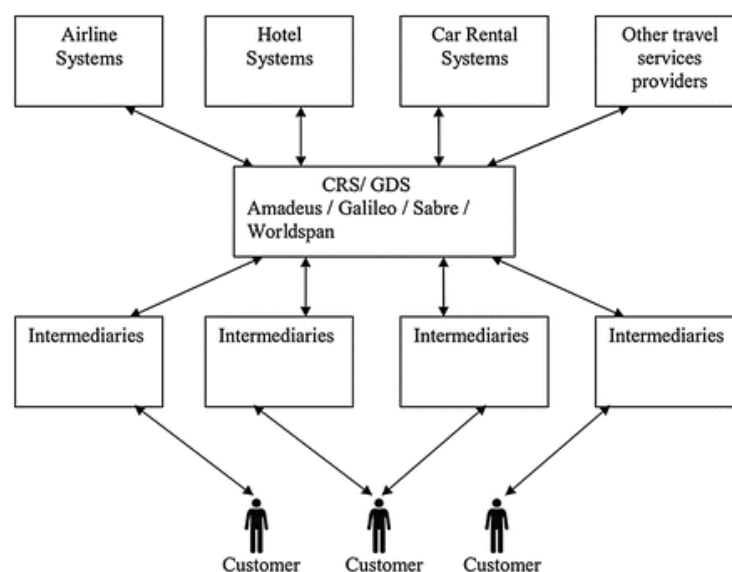 Airline
Systems
Hotel
Systems
Car Rental
Systems
Other travel
services
providers
CRS/ GDS
Amadeus / Galileo / Sabre /
Worldspan
Intermediaries
Intermediaries
Intermediaries
Intermediaries
Customer
Customer
Customer